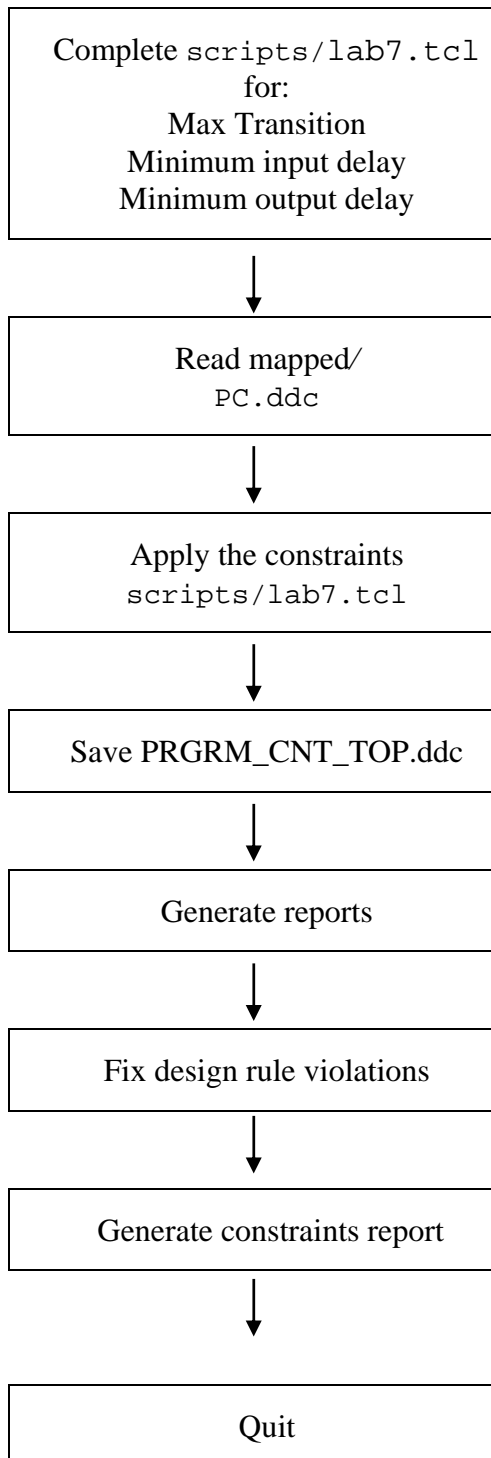 Complete scripts/lab7.tcl
for:
Max Transition
Minimum input delay
Minimum output delay
Read mapped/
PC.ddc
Apply the constraints
scripts/lab7.tcl
Save PRGRM_CNT_TOP.ddc
Generate reports
Fix design rule violations
Generate constraints report
Quit